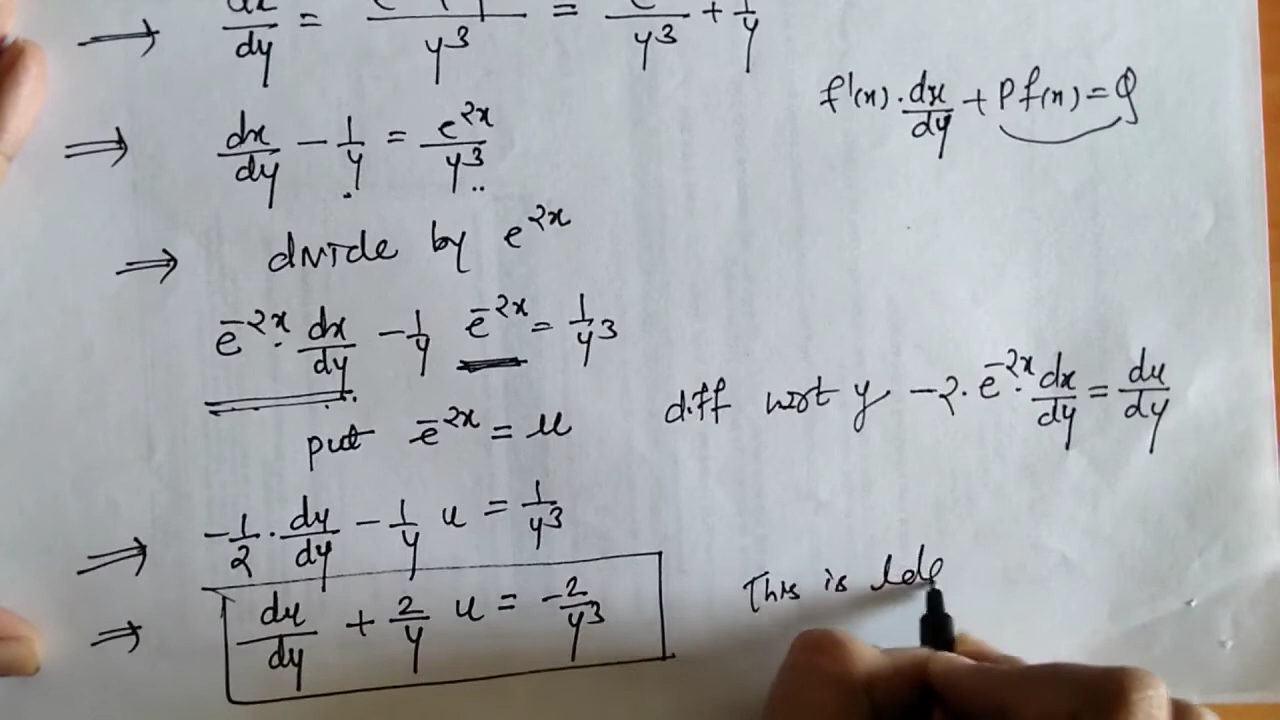 ⟹ dx/dy = /y³ = /y³ + 1/y
f'(x) · dx/dy + P f(x) = Q
⟹ dx/dy − 1/y = e^2x/y³
⟹ divide by e^2x
e^−2x · dx/dy − 1/y e^−2x = 1/y³
put e^−2x = u diff wrt y −2 · e^−2x · dx/dy = du/dy
⟹ −1/2 · du/dy − 1/y u = 1/y³
⟹ du/dy + 2/y u = −2/y³
This is lde